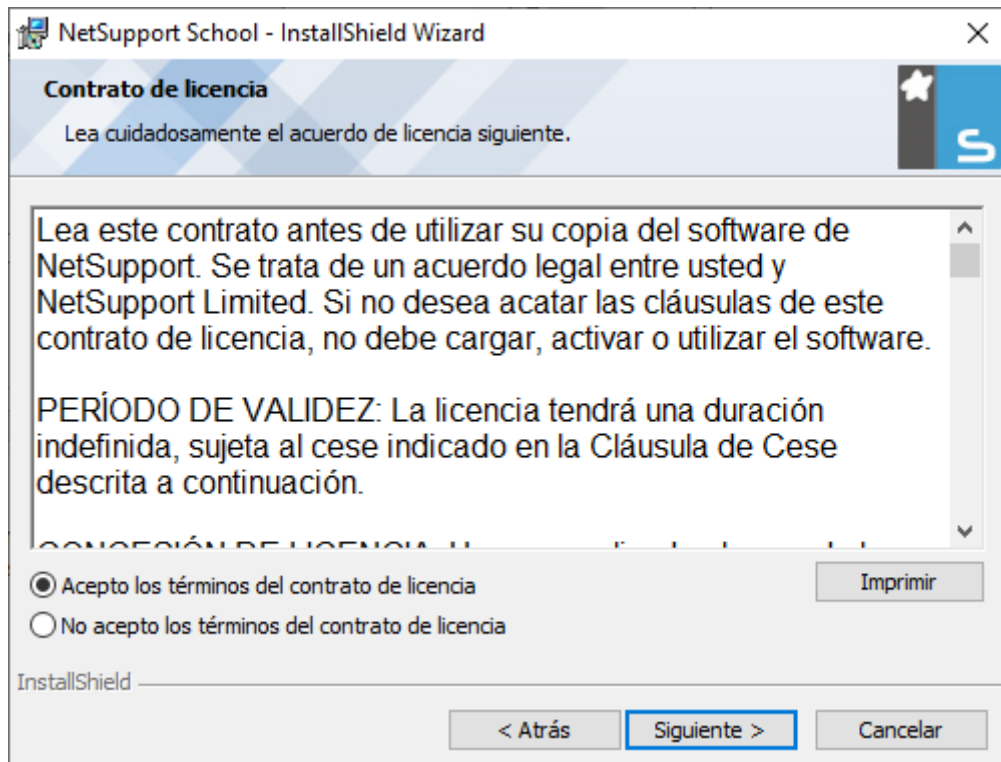 NetSupport School - InstallShield Wizard
Contrato de licencia
Lea cuidadosamente el acuerdo de licencia siguiente.
S
Lea este contrato antes de utilizar su copia del software de
NetSupport. Se trata de un acuerdo legal entre usted y
NetSupport Limited. Si no desea acatar las cláusulas de este
contrato de licencia, no debe cargar, activar o utilizar el software.
PERÍODO DE VALIDEZ: La licencia tendrá una duración
indefinida, sujeta al cese indicado en la Cláusula de Cese
descrita a continuación.
CONCESIÓN DE LICENCIA
Acepto los términos del contrato de licencia
Imprimir
No acepto los términos del contrato de licencia
InstallShield
< Atrás
Siguiente >
Cancelar